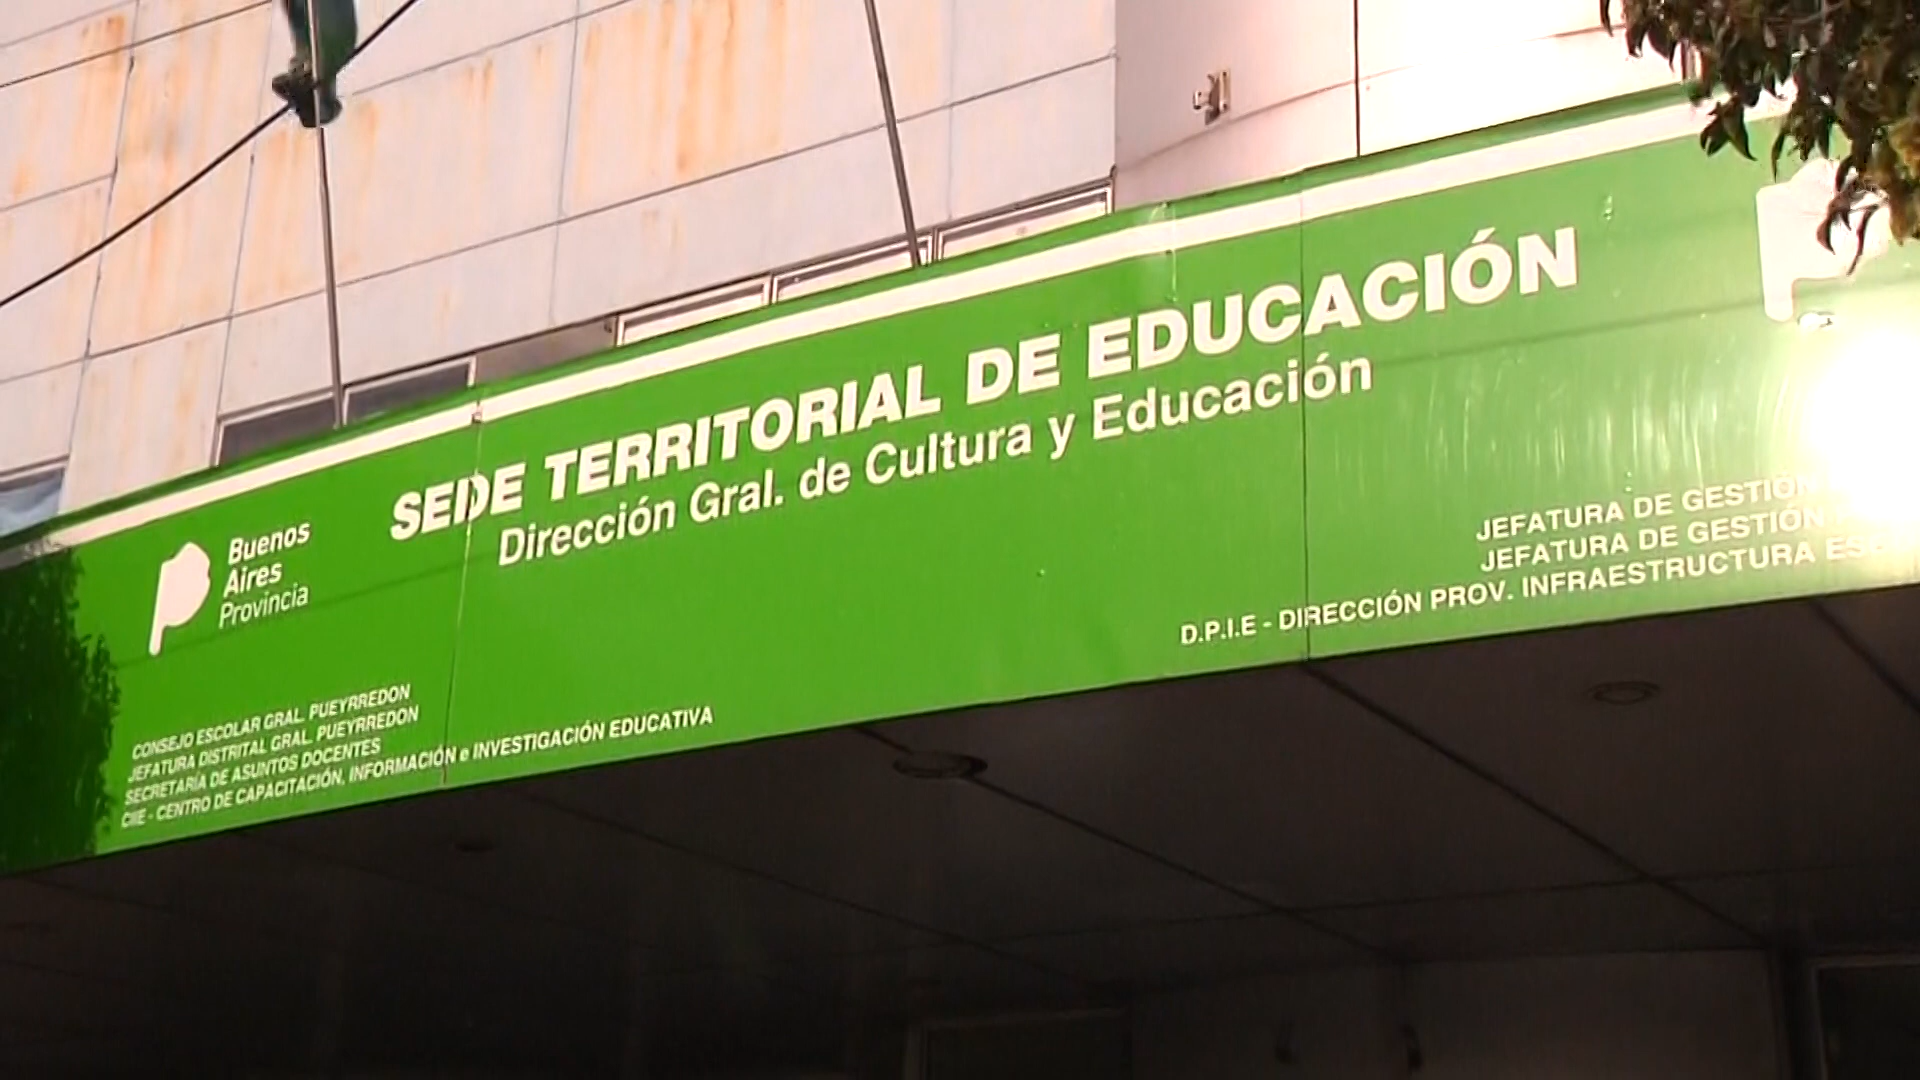 SEDE TERRITORIAL DE EDUCACIÓN
Dirección Gral. de Cultura y Educación
Buenos
Aires
Provincia
CONSEJO ESCOLAR GRAL. PUEYRREDON
JEFATURA DISTRITAL GRAL. PUEYRREDON
SECRETARÍA DE ASUNTOS DOCENTES
CIIE - CENTRO DE CAPACITACIÓN, INFORMACIÓN e INVESTIGACIÓN EDUCATIVA
JEFATURA DE GESTIÓN
JEFATURA DE GESTIÓN
D.P.I.E - DIRECCIÓN PROV. INFRAESTRUCTURA